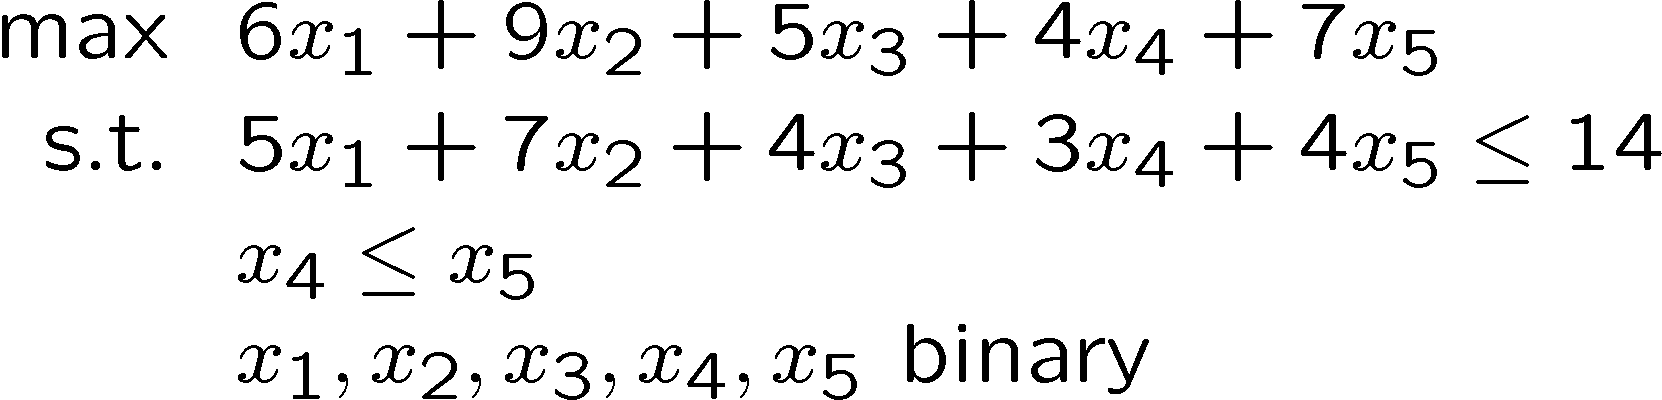 max 6x₁ + 9x₂ + 5x₃ + 4x₄ + 7x₅
s.t. 5x₁ + 7x₂ + 4x₃ + 3x₄ + 4x₅ ≤ 14
x₄ ≤ x₅
x₁, x₂, x₃, x₄, x₅ binary